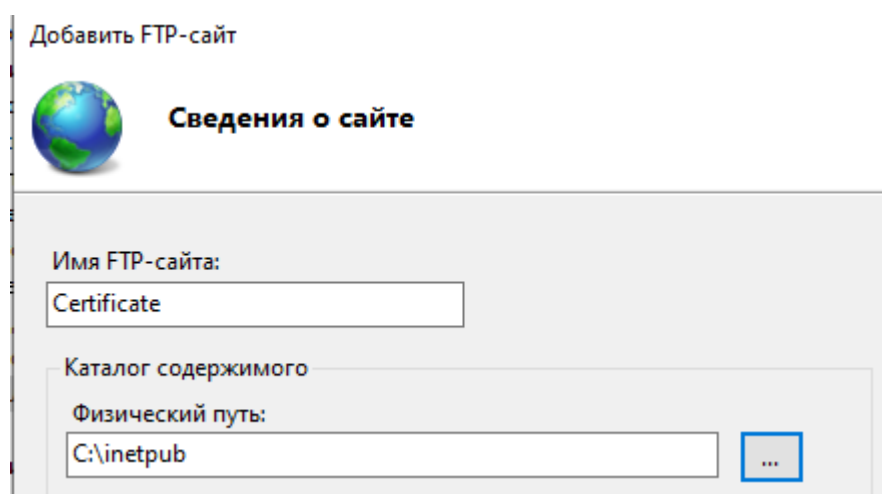 Добавить FTP-сайт
Сведения о сайте
Имя FTP-сайта:
Certificate
Каталог содержимого
Физический путь:
C:\inetpub
...